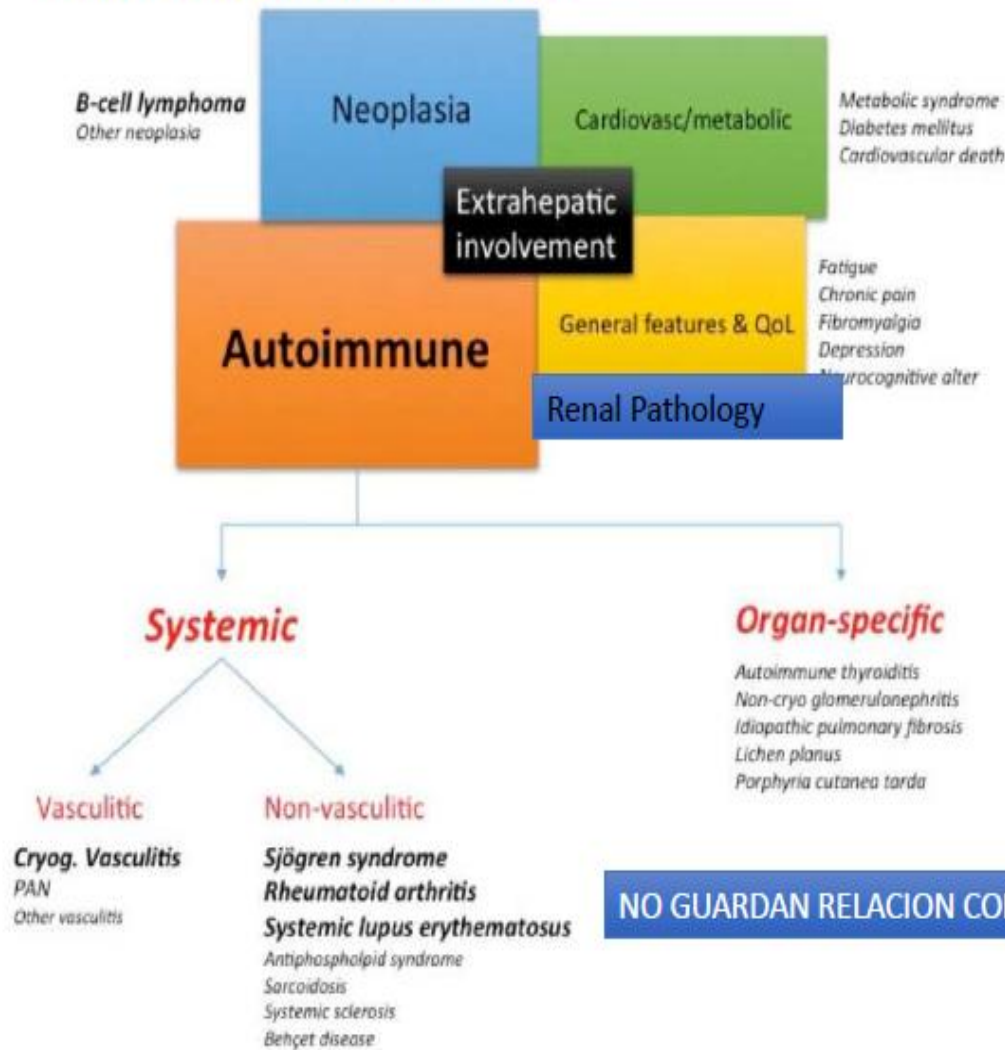 B-cell lymphoma
Other neoplasia
Neoplasia
Cardiovasc/metabolic
Metabolic syndrome
Diabetes mellitus
Cardiovascular death
Extrahepatic
involvement
Autoimmune
General features & QoL
Fatigue
Chronic pain
Fibromyalgia
Depression
Neurocognitive alter
Renal Pathology
Systemic
Organ-specific
Autoimmune thyroiditis
Non-cryo glomerulonephritis
Idiopathic pulmonary fibrosis
Lichen planus
Porphyria cutanea tarda
Vasculitic
Cryog. Vasculitis
PAN
Other vasculitis
Non-vasculitic
Sjögren syndrome
Rheumatoid arthritis
Systemic lupus erythematosus
Antiphospholpid syndrome
Sarcoidosis
Systemic sclerosis
Behçet disease
NO GUARDAN RELACION